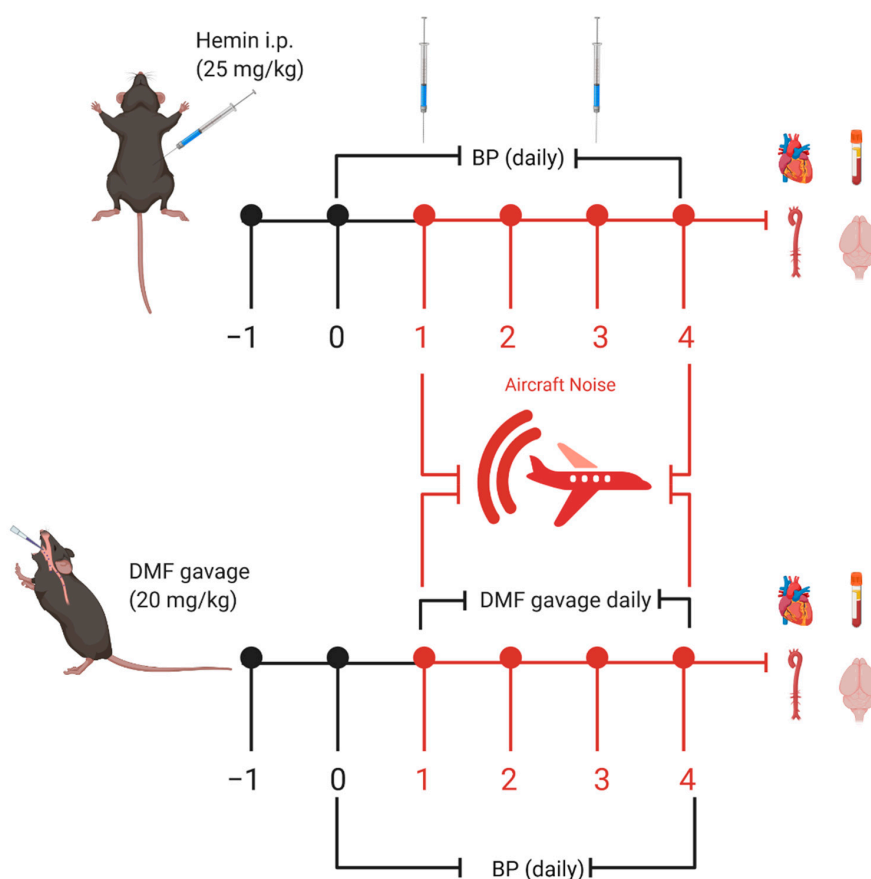 Hemin i.p.
(25 mg/kg)
BP (daily)
−1 0 1 2 3 4
Aircraft Noise
DMF gavage
(20 mg/kg)
DMF gavage daily
−1 0 1 2 3 4
BP (daily)